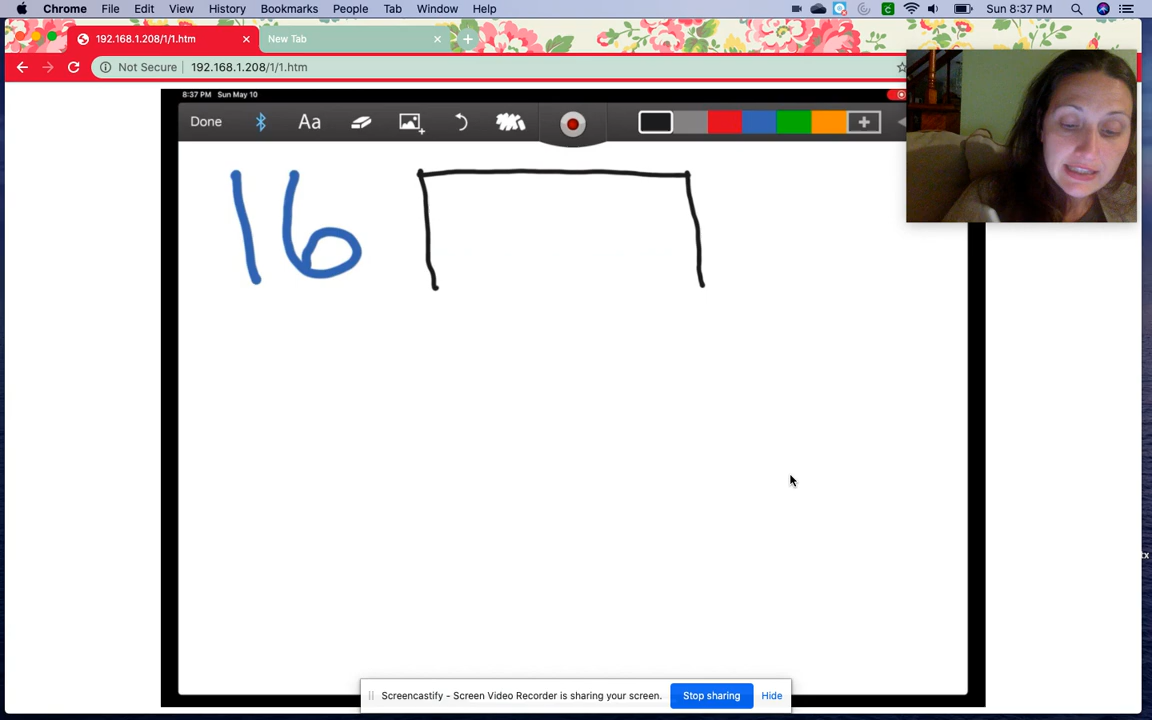 Chrome File Edit View History Bookmarks People Tab Window Help Sun 8:37 PM
192.168.1.208/1/1.htm New Tab
Not Secure 192.168.1.208/1/1.htm
8:37 PM Sun May 10
Done Aa
16
Screencastify - Screen Video Recorder is sharing your screen. Stop sharing Hide